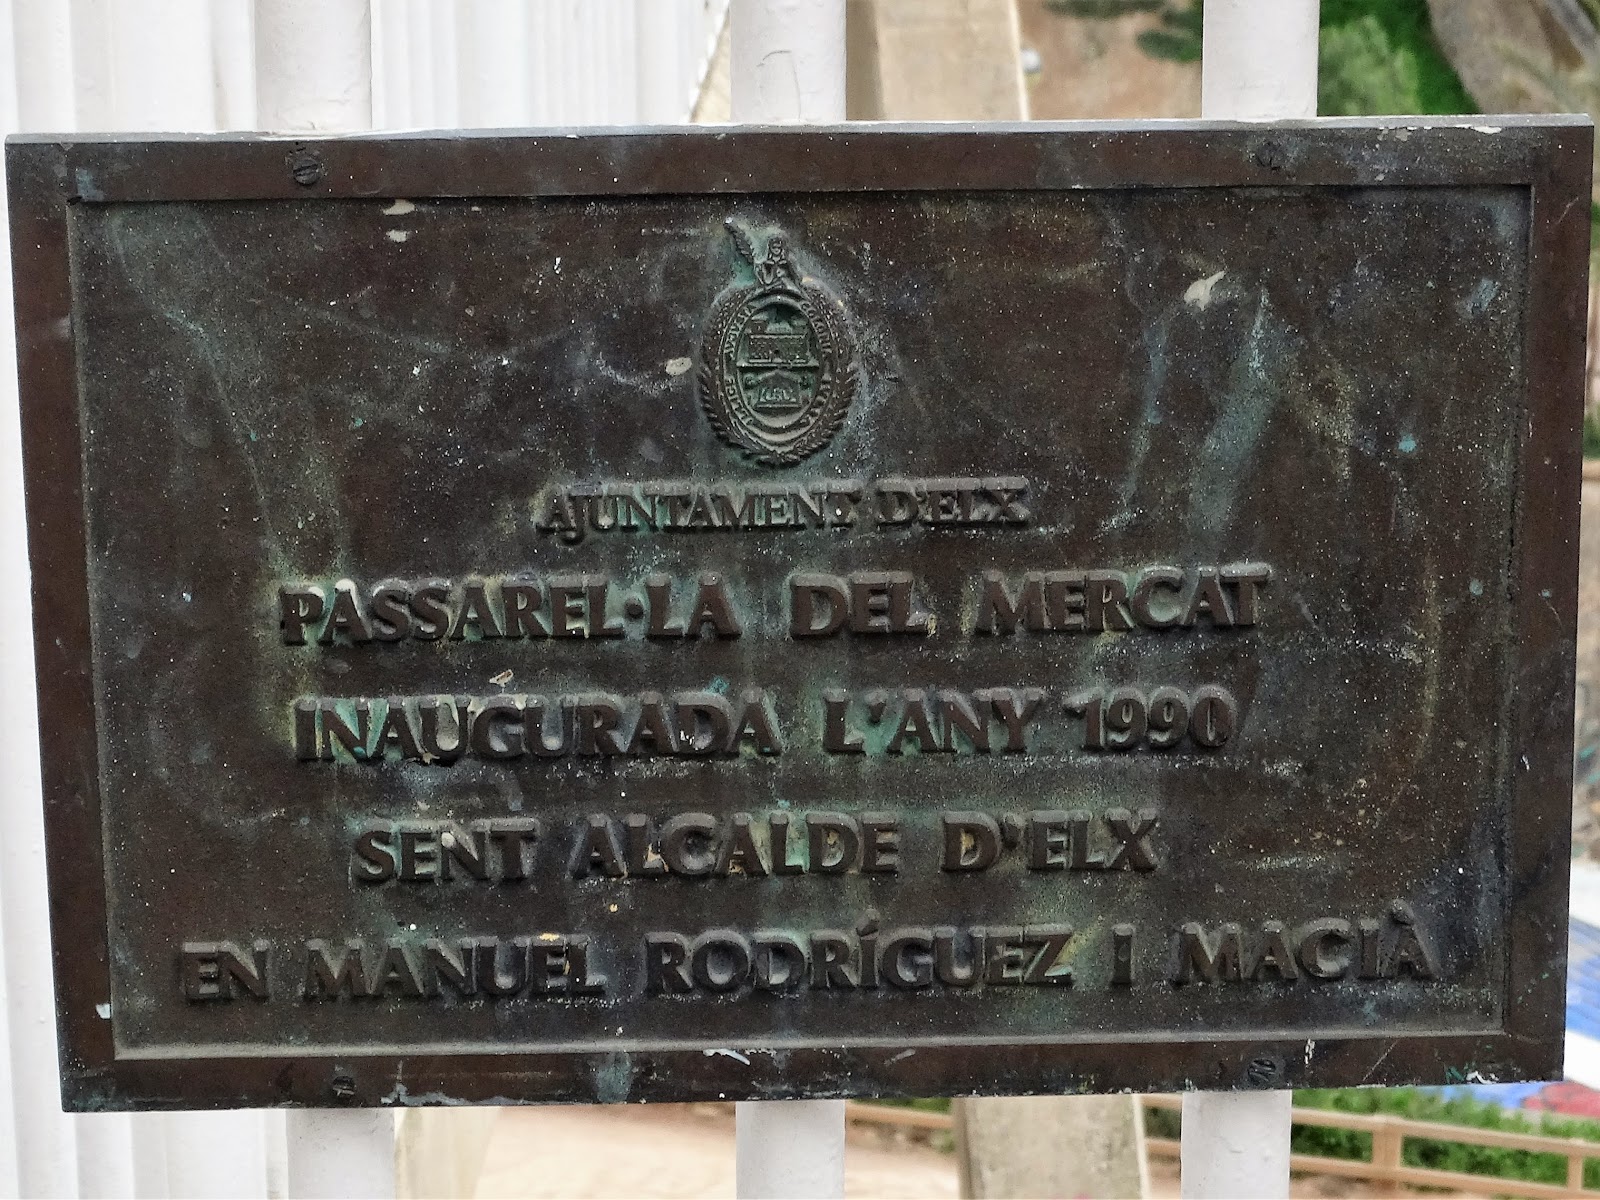 AJUNTAMENT D'ELX
PASSAREL·LA DEL MERCAT
INAUGURADA L'ANY 1990
SENT ALCALDE D'ELX
EN MANUEL RODRÍGUEZ I MACIÀ